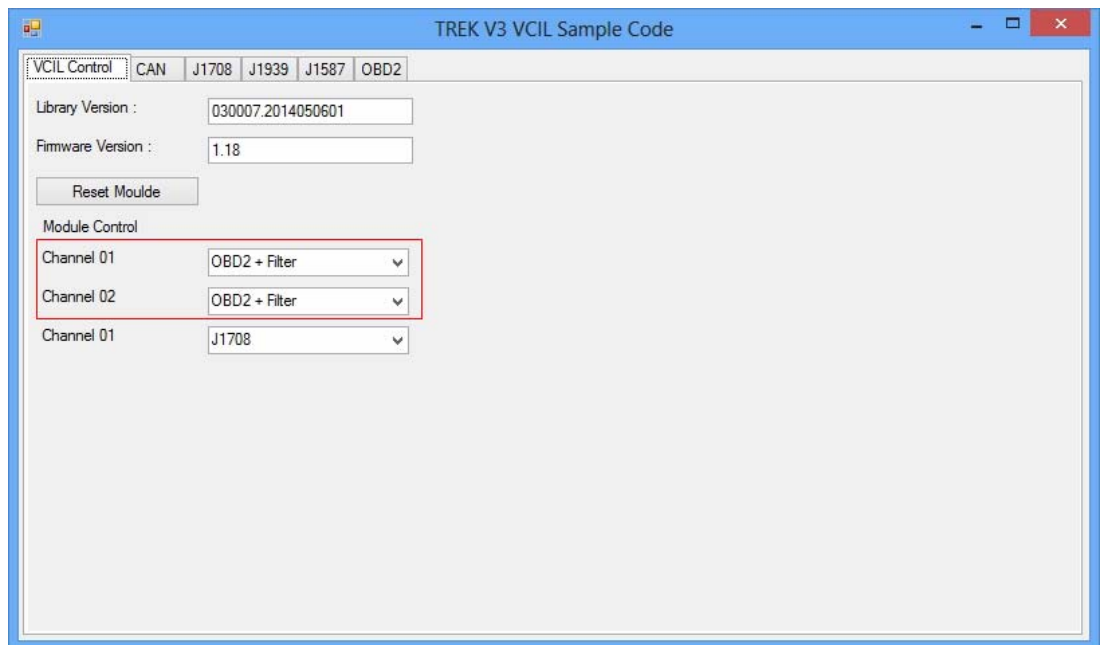 TREK V3 VCIL Sample Code
VCIL Control CAN J1708 J1939 J1587 OBD2
Library Version : 030007.2014050601
Firmware Version : 1.18
Reset Moulde
Module Control
Channel 01 OBD2 + Filter
Channel 02 OBD2 + Filter
Channel 01 J1708